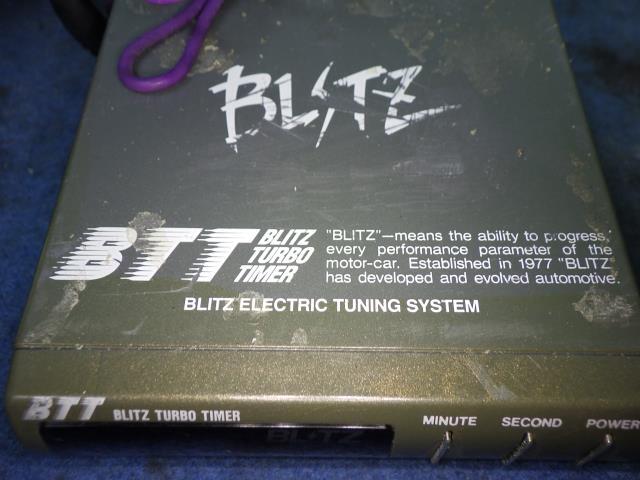 BLITZ
BTT BLITZ TURBO TIMER
"BLITZ"—means the ability to progress,
every performance parameter of the
motor-car. Established in 1977 "BLITZ"
has developed and evolved automotive.
BLITZ ELECTRIC TUNING SYSTEM
BTT BLITZ TURBO TIMER
BLITZ
MINUTE SECOND POWER